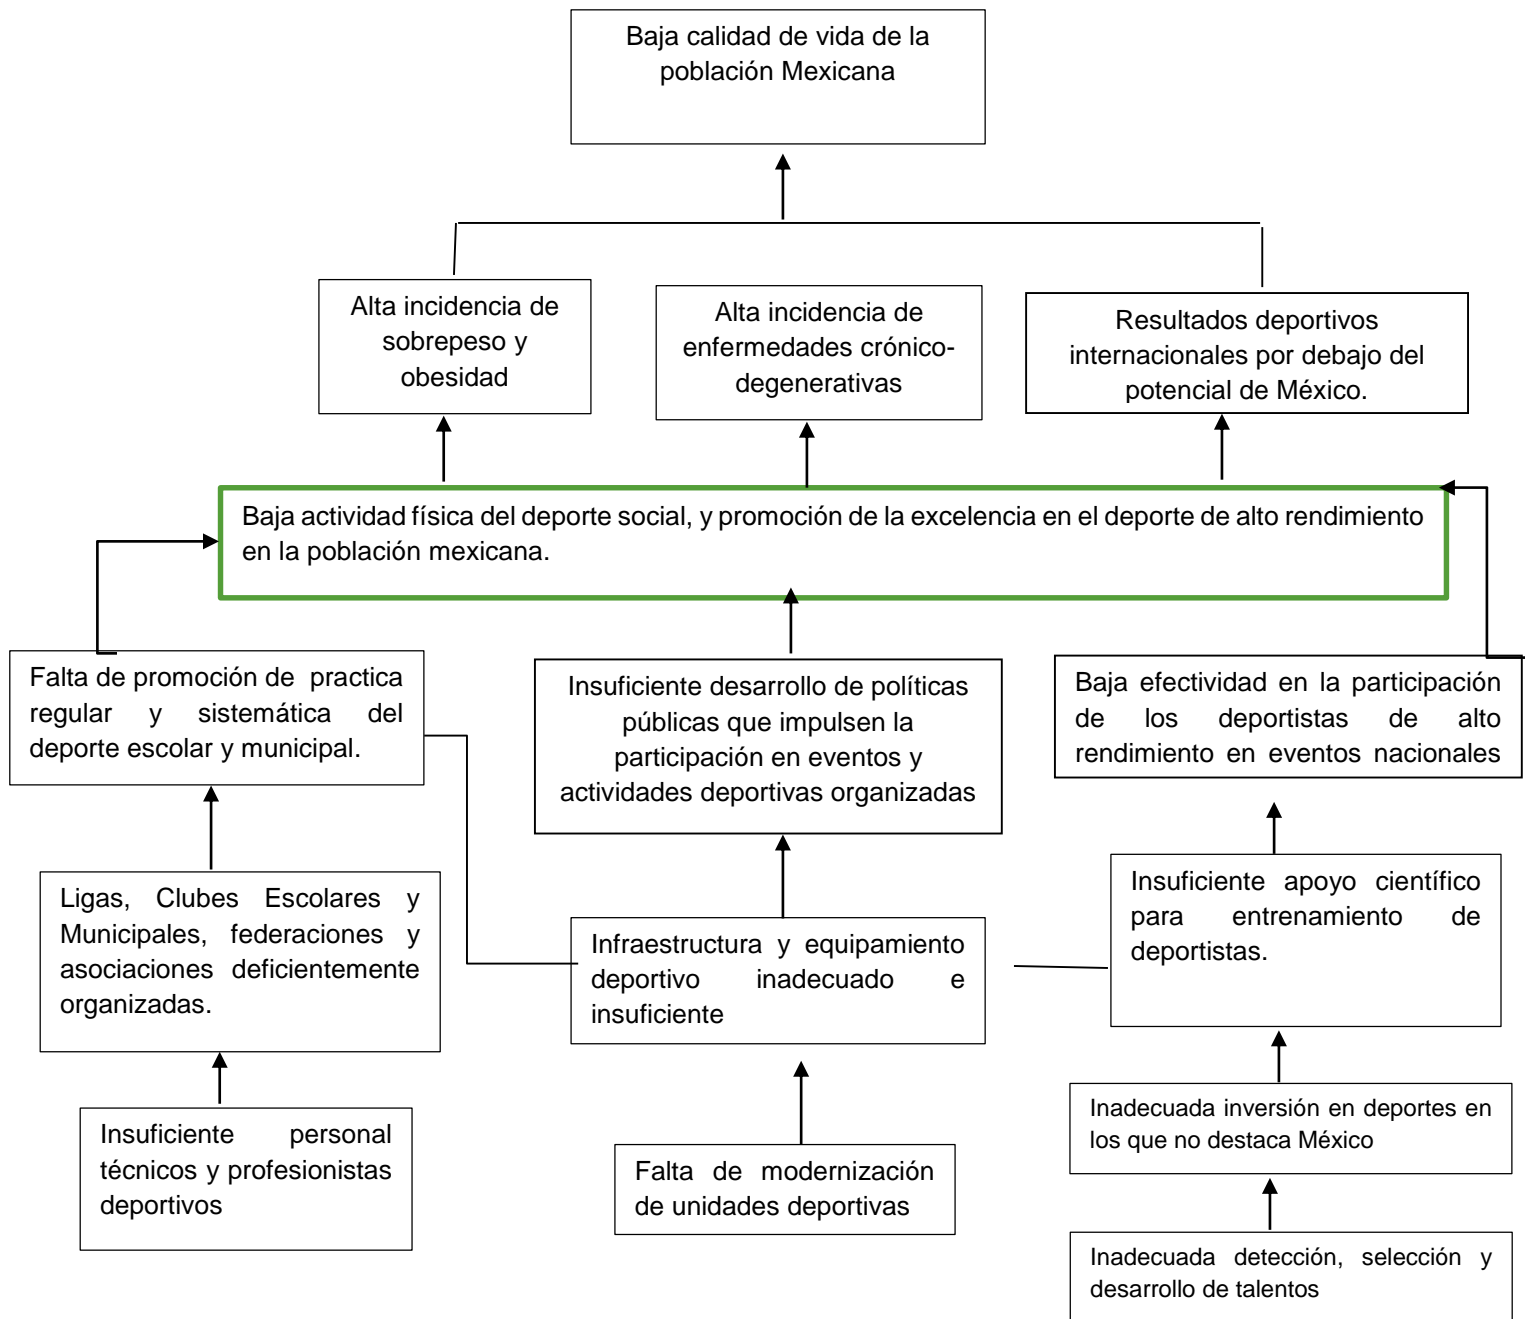 Baja calidad de vida de la
población Mexicana
Alta incidencia de
sobrepeso y
obesidad
Alta incidencia de
enfermedades crónico-
degenerativas
Resultados deportivos
internacionales por debajo del
potencial de México.
Baja actividad física del deporte social, y promoción de la excelencia en el deporte de alto rendimiento
en la población mexicana.
Falta de promoción de practica
regular y sistemática del
deporte escolar y municipal.
Insuficiente desarrollo de políticas
públicas que impulsen la
participación en eventos y
actividades deportivas organizadas
Baja efectividad en la participación
de los deportistas de alto
rendimiento en eventos nacionales
Ligas, Clubes Escolares y
Municipales, federaciones y
asociaciones deficientemente
organizadas.
Infraestructura y equipamiento
deportivo inadecuado e
insuficiente
Insuficiente apoyo científico
para entrenamiento de
deportistas.
Insuficiente personal
técnicos y profesionistas
deportivos
Falta de modernización
de unidades deportivas
Inadecuada inversión en deportes en
los que no destaca México
Inadecuada detección, selección y
desarrollo de talentos